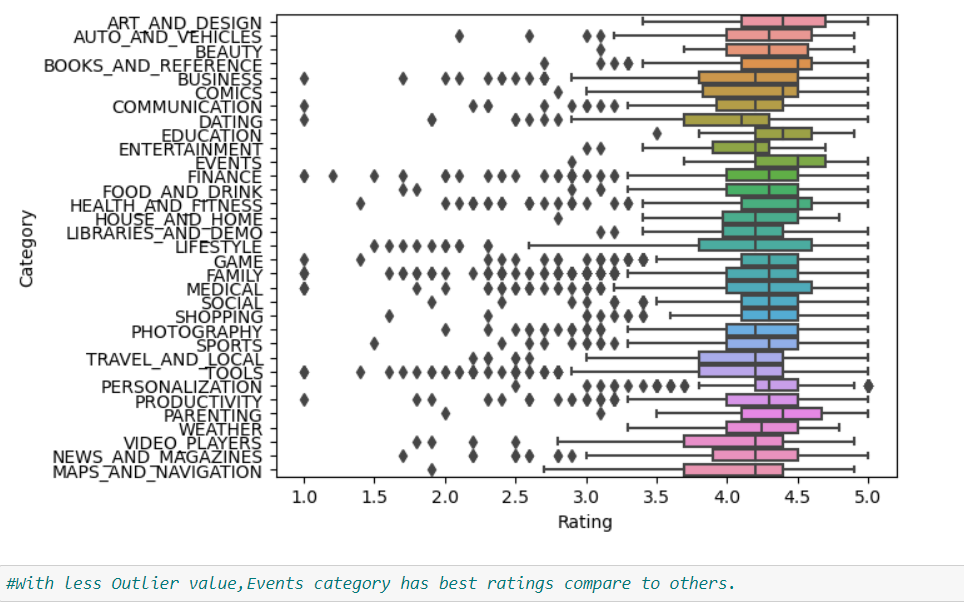 ART_AND_DESIGN
AUTO_AND_VEHICLES
BEAUTY
BOOKS_AND_REFERENCE
BUSINESS
COMICS
COMMUNICATION
DATING
EDUCATION
ENTERTAINMENT
EVENTS
FINANCE
FOOD_AND_DRINK
HEALTH_AND_FITNESS
HOUSE_AND_HOME
LIBRARIES_AND_DEMO
LIFESTYLE
GAME
FAMILY
MEDICAL
SOCIAL
SHOPPING
PHOTOGRAPHY
SPORTS
TRAVEL_AND_LOCAL
TOOLS
PERSONALIZATION
PRODUCTIVITY
PARENTING
WEATHER
VIDEO_PLAYERS
NEWS_AND_MAGAZINES
MAPS_AND_NAVIGATION
Category
1.0 1.5 2.0 2.5 3.0 3.5 4.0 4.5 5.0
Rating
#With less Outlier value,Events category has best ratings compare to others.